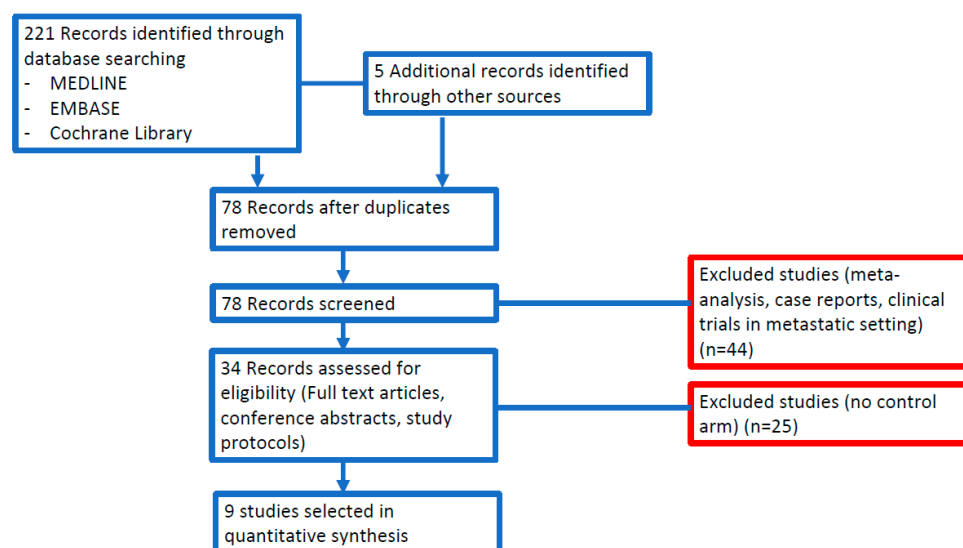 221 Records identified through
database searching
- MEDLINE
- EMBASE
- Cochrane Library
5 Additional records identified
through other sources
78 Records after duplicates
removed
78 Records screened
Excluded studies (meta-
analysis, case reports, clinical
trials in metastatic setting)
(n=44)
34 Records assessed for
eligibility (Full text articles,
conference abstracts, study
protocols)
Excluded studies (no control
arm) (n=25)
9 studies selected in
quantitative synthesis